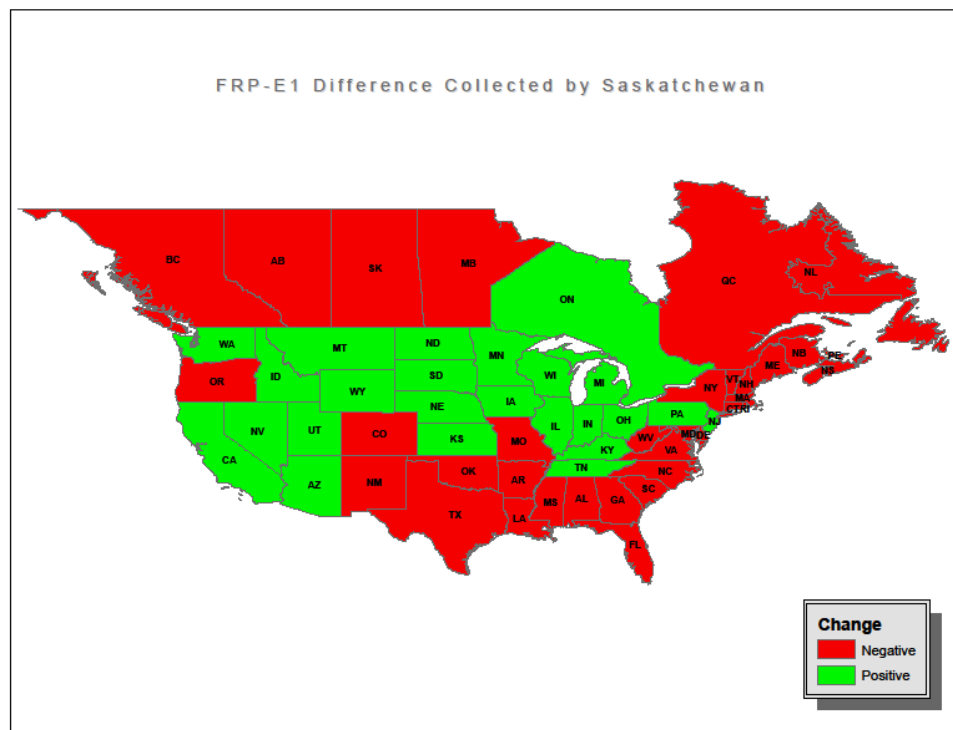 FRP-E1 Difference Collected by Saskatchewan
BC
AB
SK
MB
ON
QC
NL
NB
PE
NS
WA
MT
ND
MN
ME
VT
NH
NY
MA
CT
RI
OR
ID
WY
SD
WI
MI
IA
NE
PA
NJ
NV
UT
CO
KS
MO
IL
IN
OH
WV
MD
DE
VA
KY
CA
AZ
NM
OK
AR
TN
NC
SC
TX
LA
MS
AL
GA
FL
Change
Negative
Positive